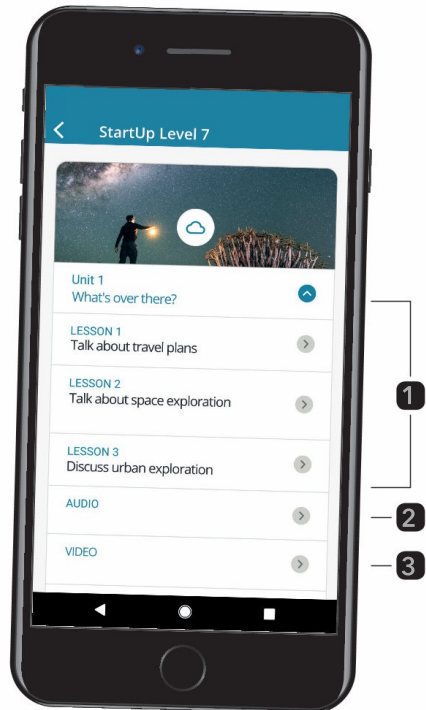 StartUp Level 7
Unit 1
What's over there?
LESSON 1
Talk about travel plans
LESSON 2
Talk about space exploration
LESSON 3
Discuss urban exploration
AUDIO
VIDEO
1
2
3